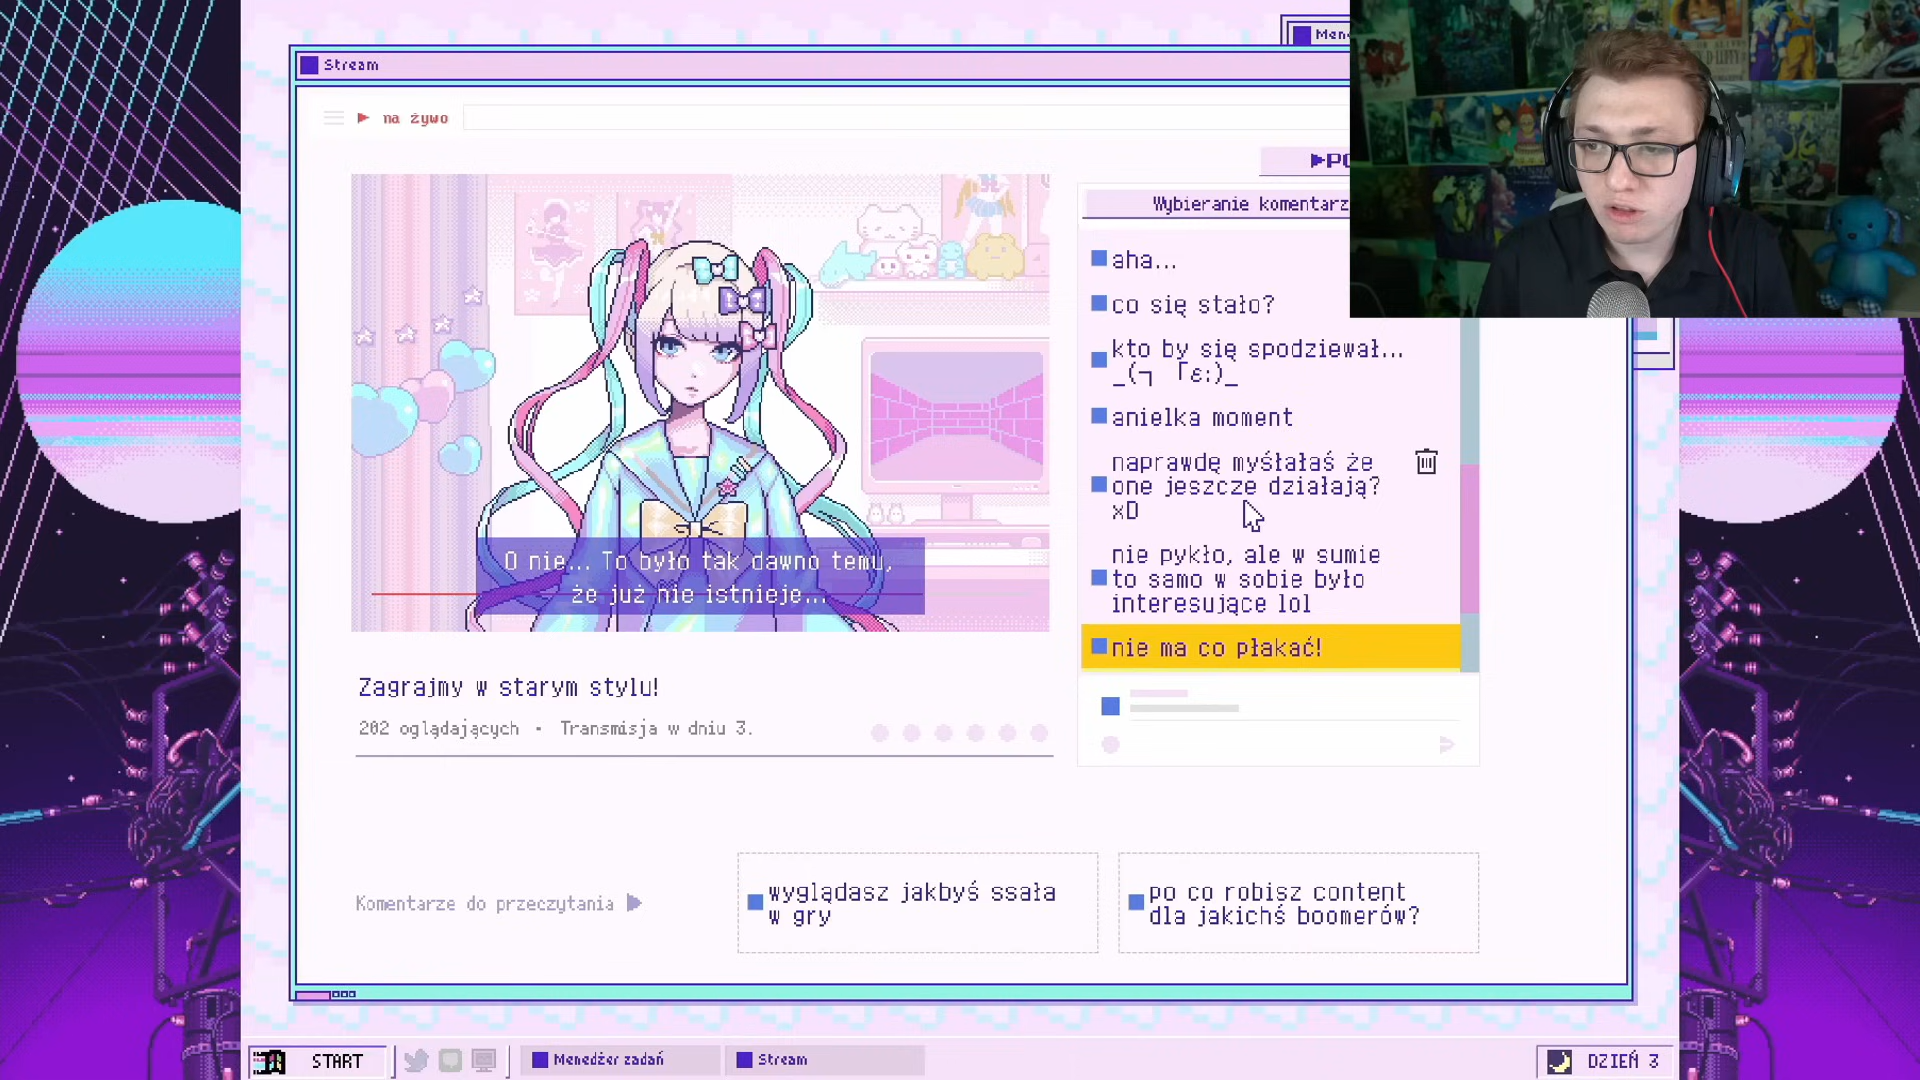 Stream
na żywo
Wybieranie komentarz
aha...
co się stało?
kto by się spodziewał...
_(┐「ε:)_
anielka moment
naprawdę myśłałaś że
one jeszcze działają?
xD
nie pykło, ale w sumie
to samo w sobie było
interesujące lol
nie ma co płakać!
O nie... To było tak dawno temu,
że już nie istnieje...
Zagrajmy w starym stylu!
202 oglądających · Transmisja w dniu 3.
Komentarze do przeczytania
wyglądasz jakbyś ssała
w gry
po co robisz content
dla jakichś boomerów?
START
Menedżer zadań
Stream
DZIEŃ 3